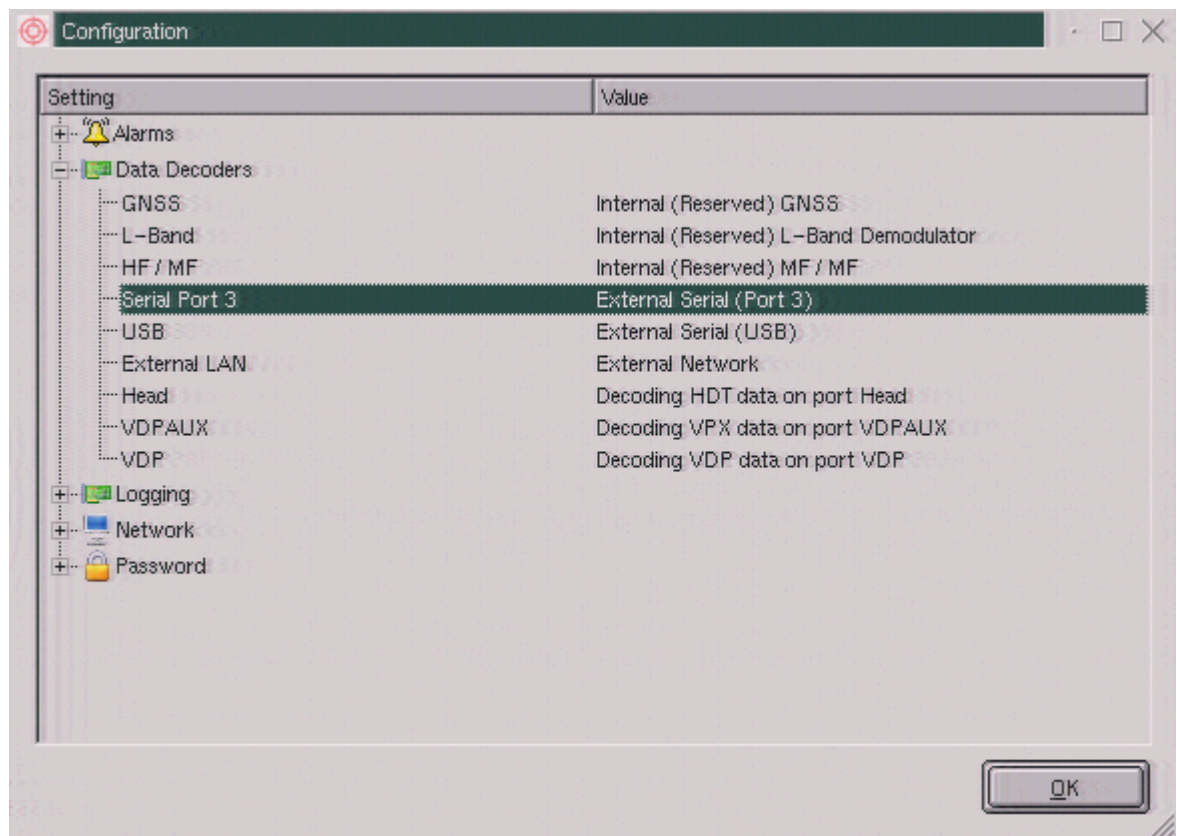 Configuration
Setting Value
Alarms
Data Decoders
GNSS Internal (Reserved) GNSS
L-Band Internal (Reserved) L-Band Demodulator
HF / MF Internal (Reserved) MF / MF
Serial Port 3 External Serial (Port 3)
USB External Serial (USB)
External LAN External Network
Head Decoding HDT data on port Head
VDPAUX Decoding VPX data on port VDPAUX
VDP Decoding VDP data on port VDP
Logging
Network
Password
OK